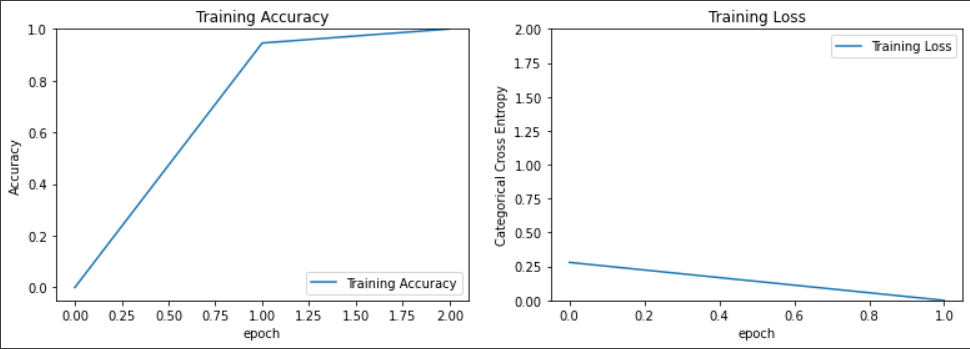 Training Accuracy
Accuracy
1.0
0.8
0.6
0.4
0.2
0.0
Training Accuracy
0.00 0.25 0.50 0.75 1.00 1.25 1.50 1.75 2.00
epoch
Training Loss
Categorical Cross Entropy
2.00
1.75
1.50
1.25
1.00
0.75
0.50
0.25
0.00
Training Loss
0.0 0.2 0.4 0.6 0.8 1.0
epoch